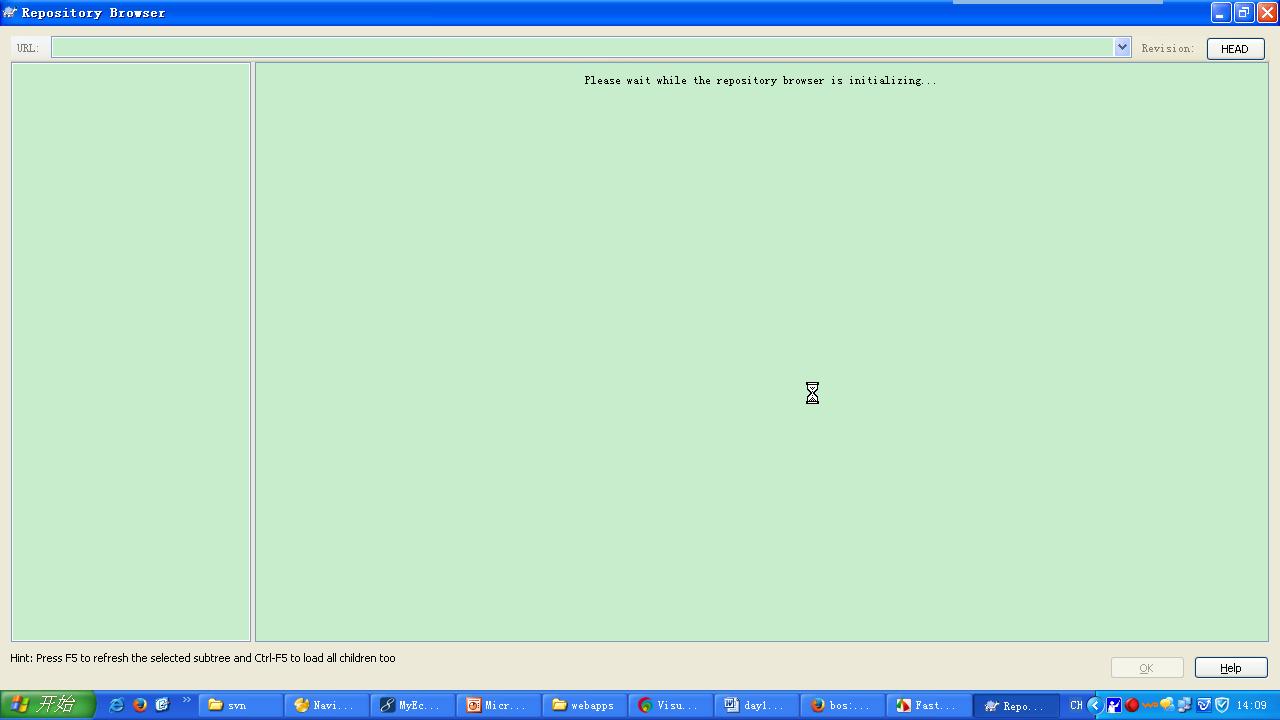 Repository Browser
URL:
Revision:
HEAD
Please wait while the repository browser is initializing...
Hint: Press F5 to refresh the selected subtree and Ctrl-F5 to load all children too
OK
Help
开始
svn
Navi...
MyEc...
Micr...
webapps
Visu...
day1...
bos:...
Fast...
Repo...
CH
14:09